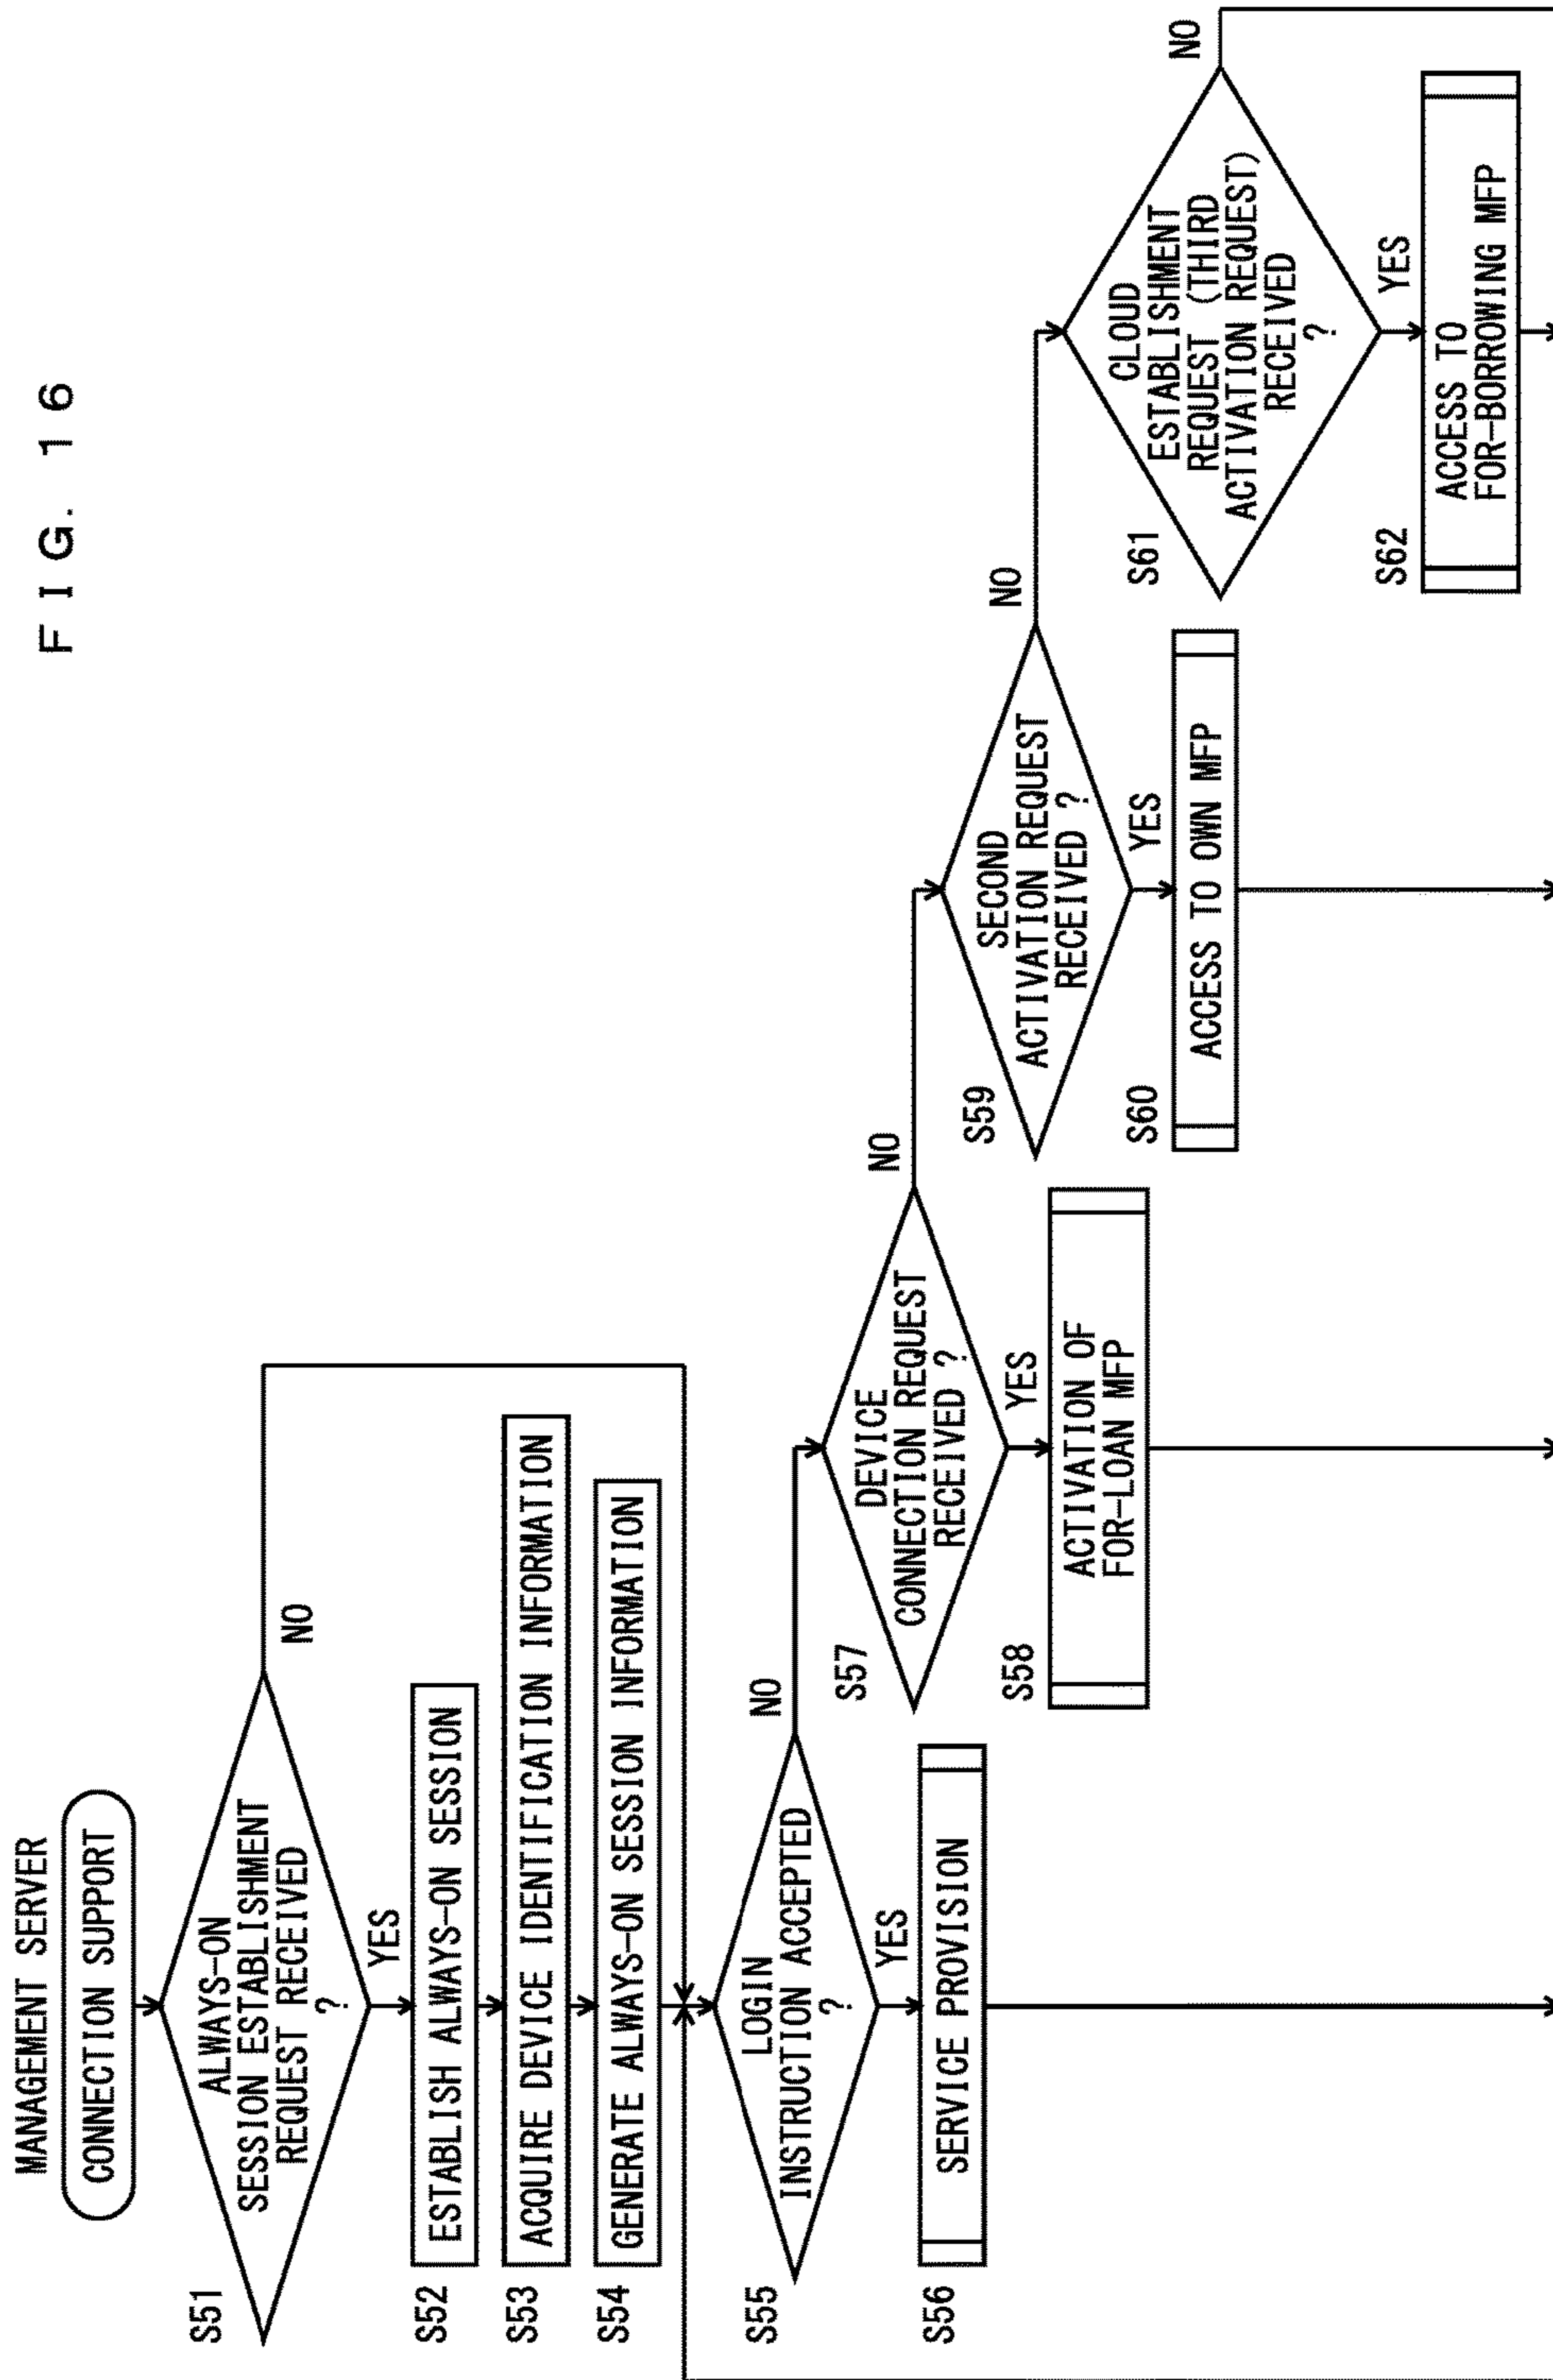 FIG. 16
MANAGEMENT SERVER
CONNECTION SUPPORT
S51
ALWAYS-ON
SESSION ESTABLISHMENT
REQUEST RECEIVED
?
NO
YES
S52
ESTABLISH ALWAYS-ON SESSION
S53
ACQUIRE DEVICE IDENTIFICATION INFORMATION
S54
GENERATE ALWAYS-ON SESSION INFORMATION
S55
LOGIN
INSTRUCTION ACCEPTED
?
NO
YES
S56
SERVICE PROVISION
S57
DEVICE
CONNECTION REQUEST
RECEIVED ?
NO
YES
S58
ACTIVATION OF
FOR-LOAN MFP
S59
SECOND
ACTIVATION REQUEST
RECEIVED ?
NO
YES
S60
ACCESS TO OWN MFP
S61
CLOUD
ESTABLISHMENT
REQUEST (THIRD
ACTIVATION REQUEST)
RECEIVED
?
NO
YES
S62
ACCESS TO
FOR-BORROWING MFP